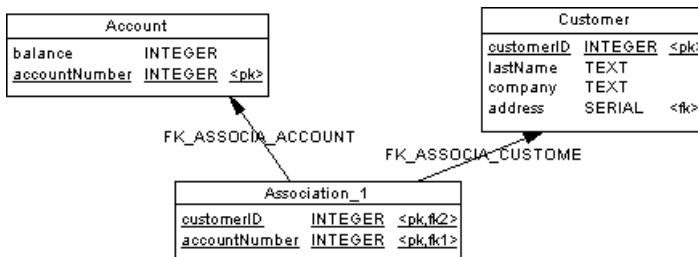 Account
balance INTEGER
accountNumber INTEGER <pk>
Customer
customerID INTEGER <pk>
lastName TEXT
company TEXT
address SERIAL <fk>
FK_ASSOCIA_ACCOUNT
FK_ASSOCIA_CUSTOME
Association_1
customerID INTEGER <pk,fk2>
accountNumber INTEGER <pk,fk1>